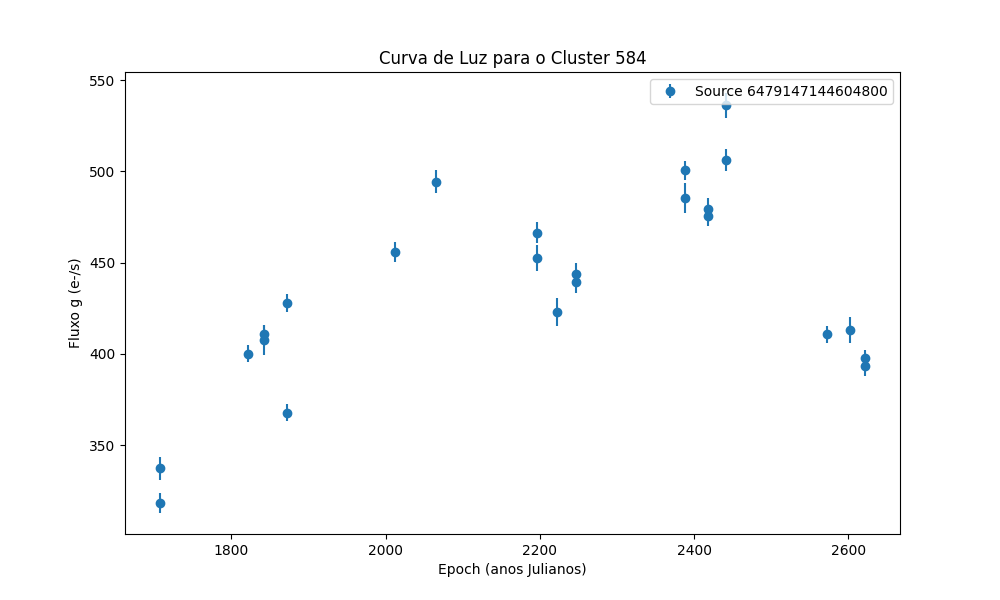 Curva de Luz para o Cluster 584
Source 6479147144604800
550
500
450
400
350
Fluxo g (e-/s)
1800 2000 2200 2400 2600
Epoch (anos Julianos)